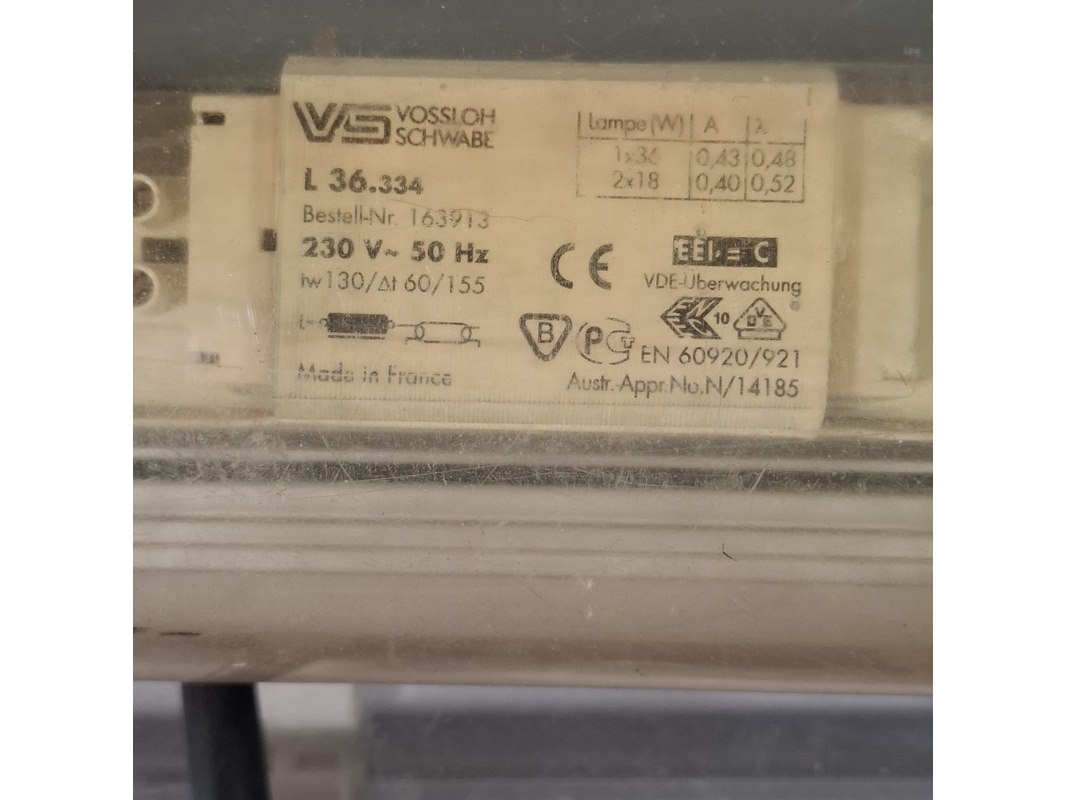 VS VOSSLOH
SCHWABE
L 36.334
Bestell-Nr. 163913
230 V~ 50 Hz
tw130/Δt 60/155
Made in France
Lampe(W) A λ
1x36 0,43 0,48
2x18 0,40 0,52
CE
EEI = C
VDE-Uberwachung
B
10
VDE
EN 60920/921
Austr.-Appr.No.N/14185